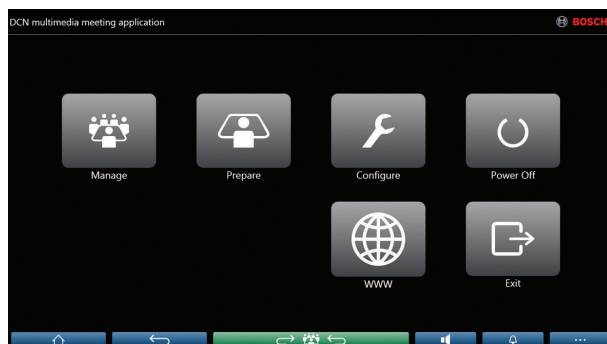 DCN multimedia meeting application
BOSCH
Manage
Prepare
Configure
Power Off
WWW
Exit